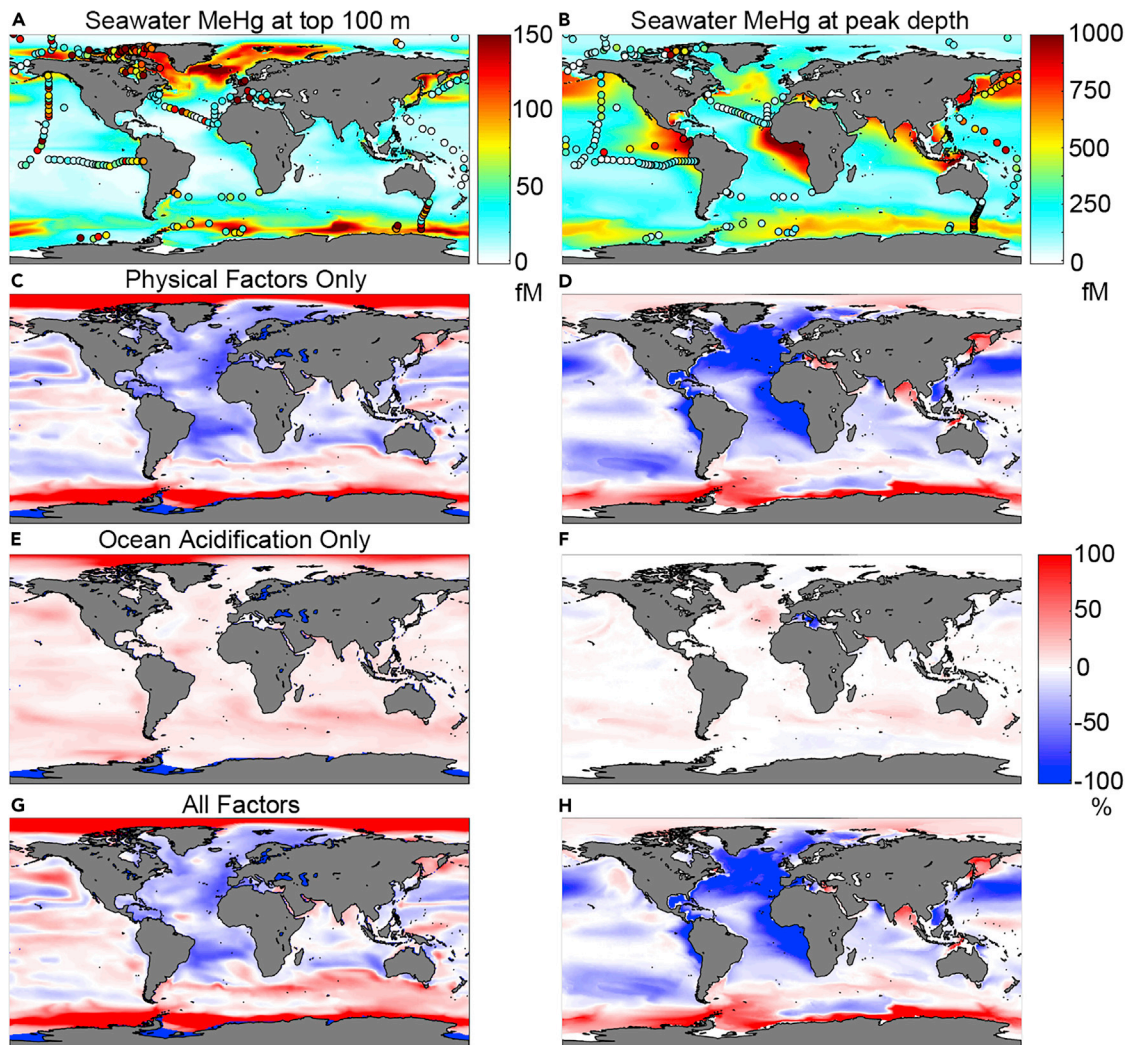 A Seawater MeHg at top 100 m
150
100
50
0
fM
B Seawater MeHg at peak depth
1000
750
500
250
0
fM
C Physical Factors Only
D
E Ocean Acidification Only
F
100
50
0
-50
-100
%
G All Factors
H